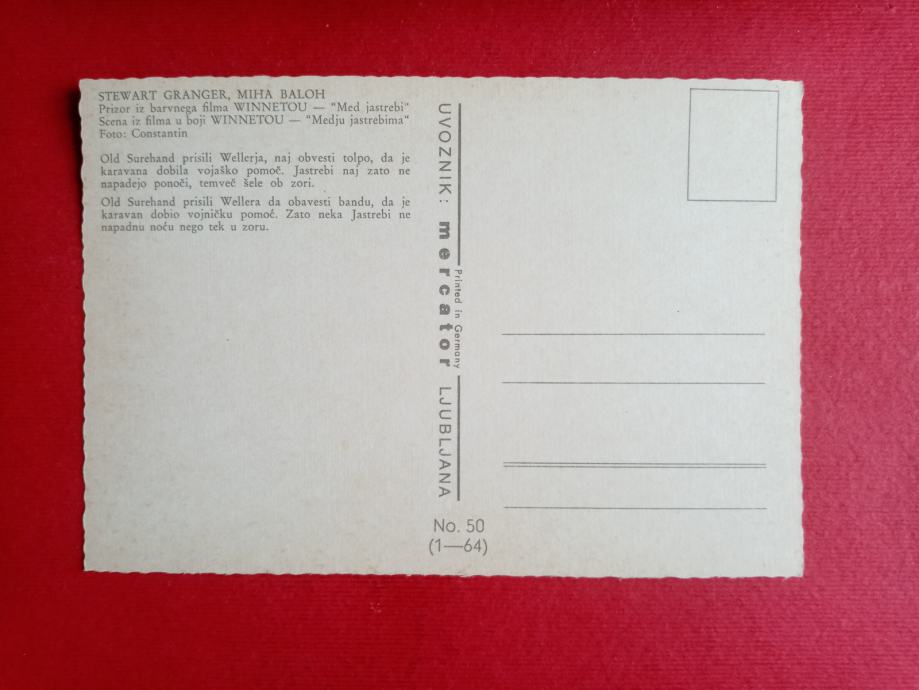 STEWART GRANGER, MIHA BALOH
Prizor iz barvnega filma WINNETOU — "Med jastrebi"
Scena iz filma u boji WINNETOU — "Medju jastrebima"
Foto: Constantin
Old Surehand prisili Wellerja, naj obvesti tolpo, da je
karavana dobila vojaško pomoč. Jastrebi naj zato ne
napadejo ponoči, temveč šele ob zori.
Old Surehand prisili Wellera da obavesti bandu, da je
karavan dobio vojničku pomoć. Zato neka Jastrebi ne
napadnu noću nego tek u zoru.
UVOZNIK: mercator LJUBLJANA
Printed in Germany
No. 50
(1—64)